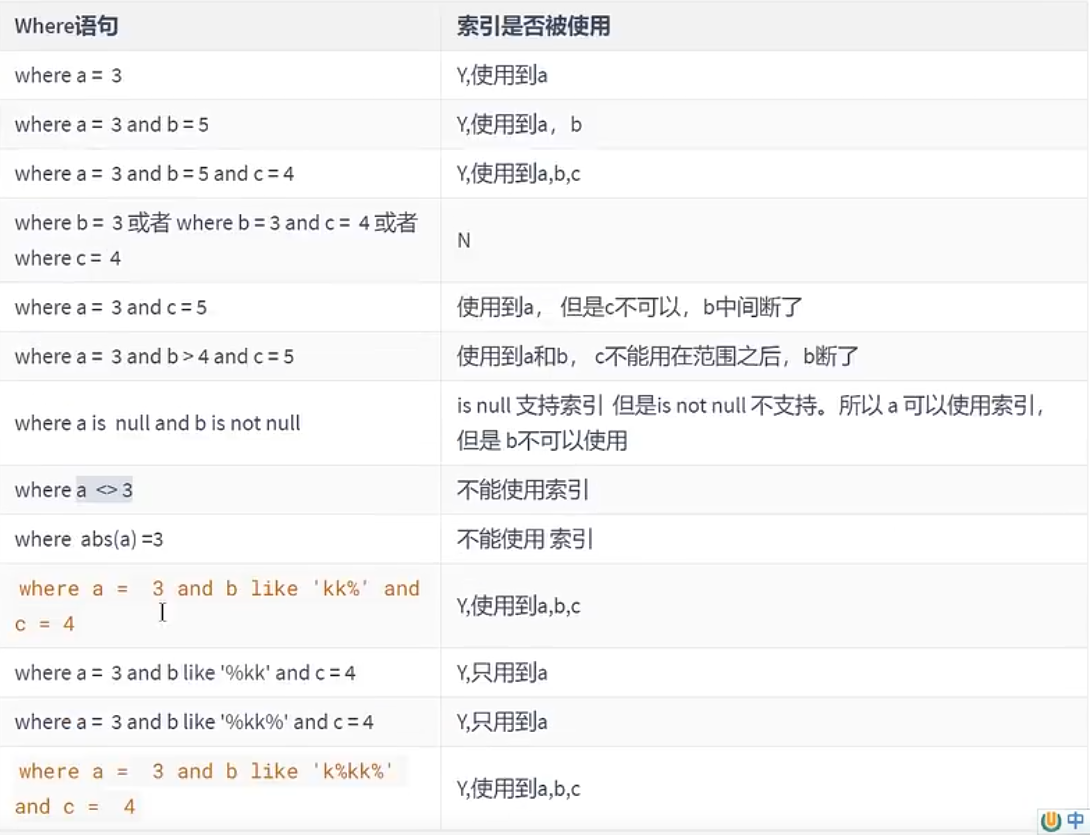 Where语句 索引是否被使用
where a = 3 Y,使用到a
where a = 3 and b = 5 Y,使用到a，b
where a = 3 and b = 5 and c = 4 Y,使用到a,b,c
where b = 3 或者 where b = 3 and c = 4 或者
where c = 4
N
where a = 3 and c = 5 使用到a， 但是c不可以，b中间断了
where a = 3 and b > 4 and c = 5 使用到a和b， c不能用在范围之后，b断了
where a is null and b is not null
is null 支持索引 但是is not null 不支持。所以 a 可以使用索引，
但是 b不可以使用
where a <> 3 不能使用索引
where abs(a) =3 不能使用 索引
where a = 3 and b like 'kk%' and
c = 4
Y,使用到a,b,c
where a = 3 and b like '%kk' and c = 4 Y,只用到a
where a = 3 and b like '%kk%' and c = 4 Y,只用到a
where a = 3 and b like 'k%kk%'
and c = 4
Y,使用到a,b,c
中